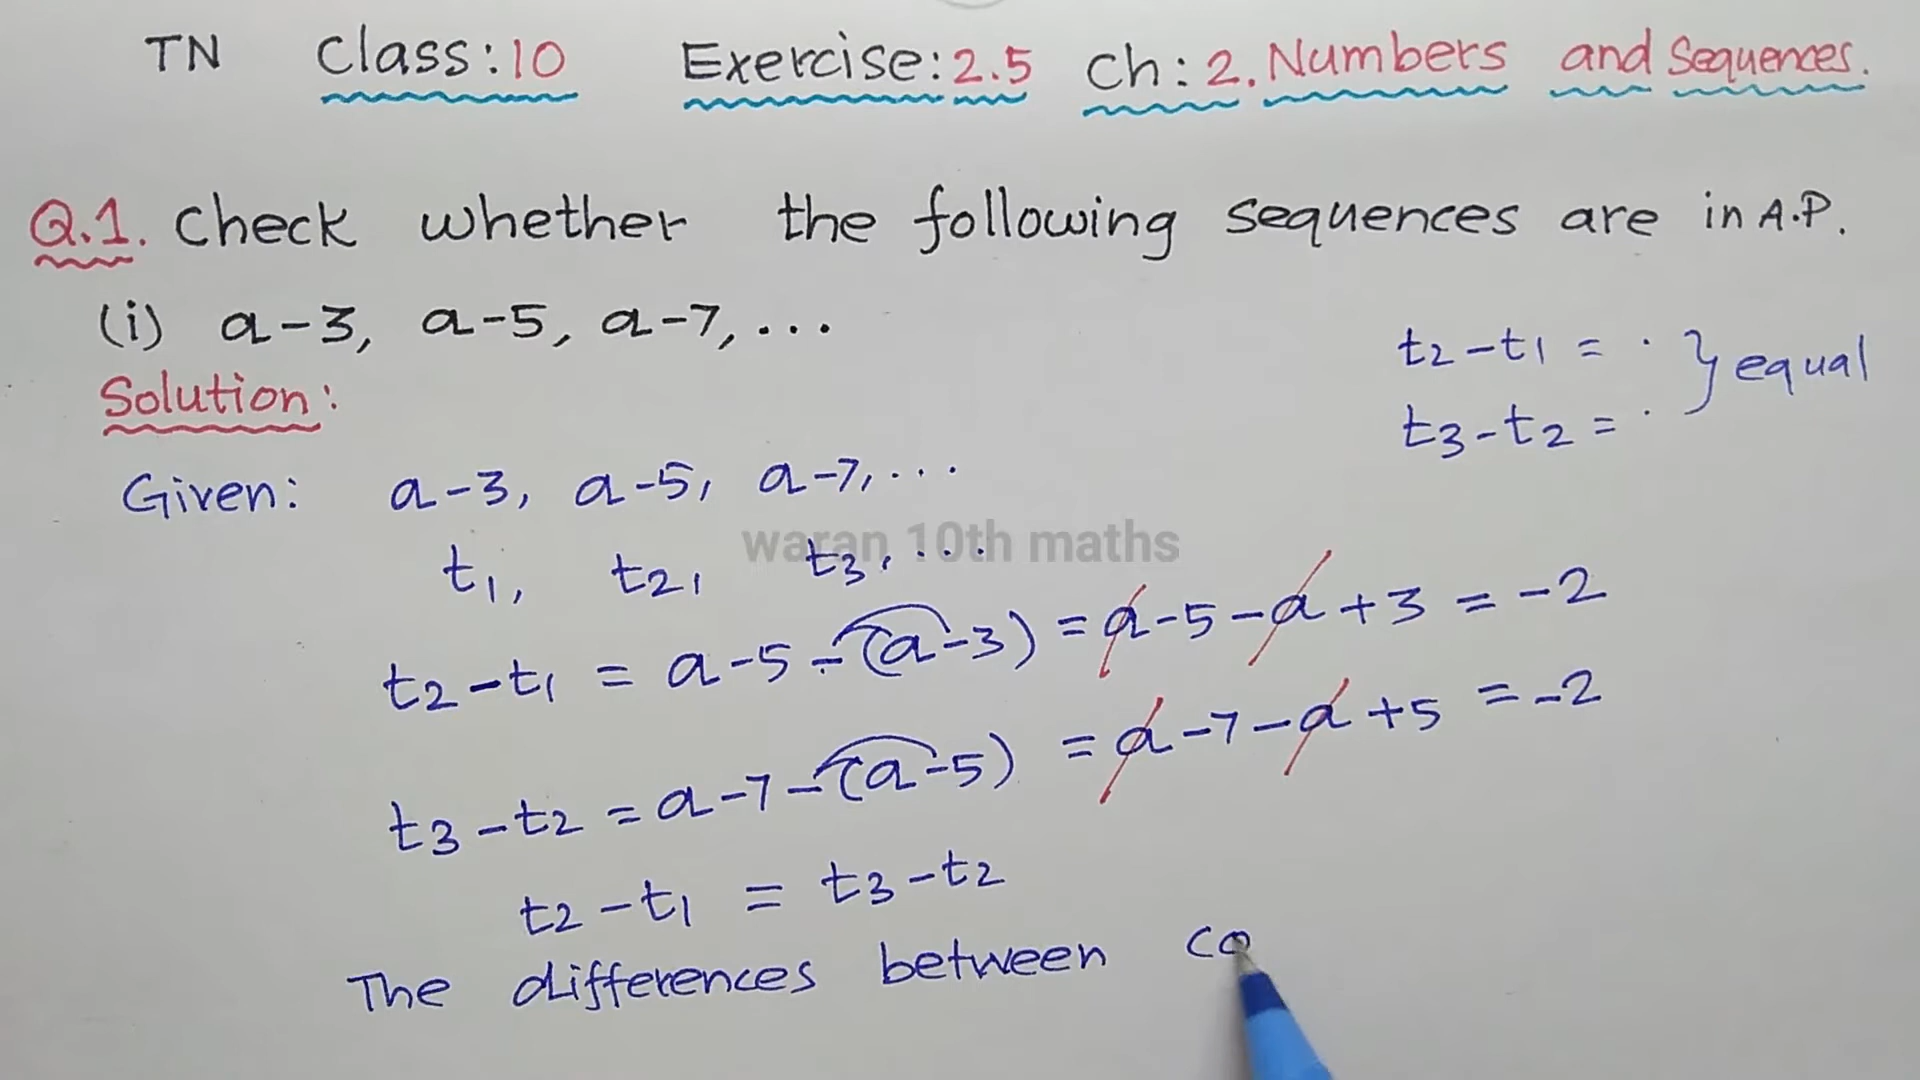 TN Class:10 Exercise:2.5 Ch:2. Numbers and Sequences.
Q.1. Check whether the following sequences are in A.P.
(i) a-3, a-5, a-7, ...
t2-t1 = . } equal
t3-t2 = .
Solution:
Given: a-3, a-5, a-7, ...
waran 10th maths
t1, t2, t3, ...
t2-t1 = a-5-(a-3) = a-5-a+3 = -2
t3-t2 = a-7-(a-5) = a-7-a+5 = -2
t2-t1 = t3-t2
The differences between co